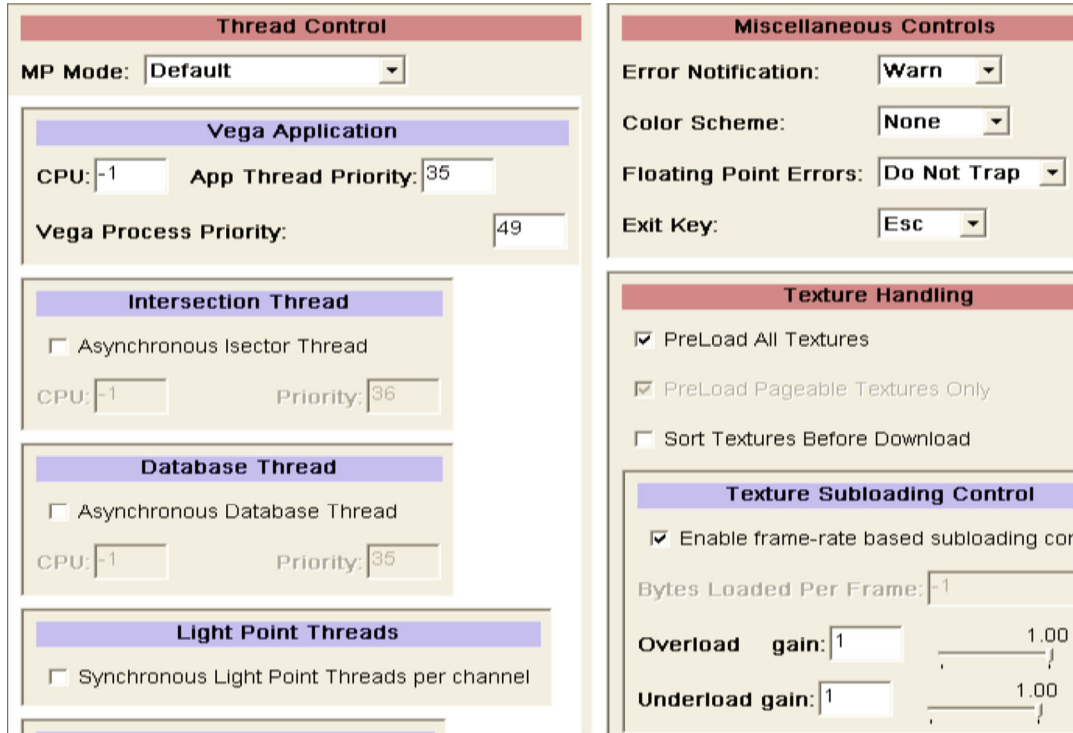 Thread Control
MP Mode: Default
Vega Application
CPU: -1 App Thread Priority: 35
Vega Process Priority: 49
Intersection Thread
Asynchronous Isector Thread
CPU: -1 Priority: 36
Database Thread
Asynchronous Database Thread
CPU: -1 Priority: 35
Light Point Threads
Synchronous Light Point Threads per channel
Miscellaneous Controls
Error Notification: Warn
Color Scheme: None
Floating Point Errors: Do Not Trap
Exit Key: Esc
Texture Handling
PreLoad All Textures
PreLoad Pageable Textures Only
Sort Textures Before Download
Texture Subloading Control
Enable frame-rate based subloading cor
Bytes Loaded Per Frame: -1
Overload gain: 1 1.00
Underload gain: 1 1.00